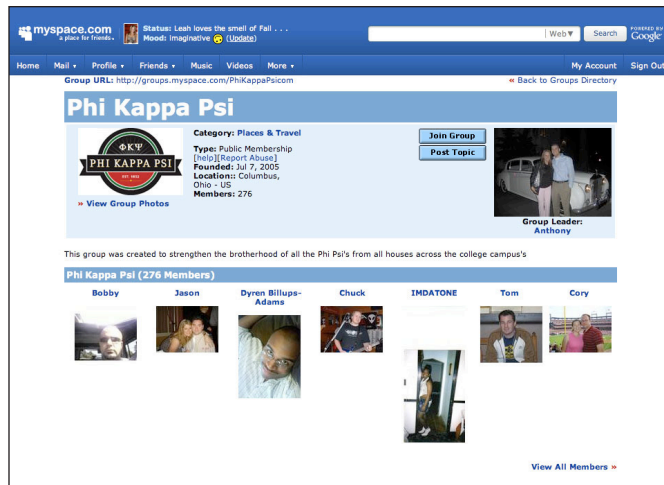 myspace.com
a place for friends.
Status: Leah loves the smell of Fall . . .
Mood: imaginative (Update)
Web▼ Search POWERED BY Google
Home Mail ▾ Profile ▾ Friends ▾ Music Videos More ▾ My Account Sign Out
Group URL: http://groups.myspace.com/PhiKappaPsicom « Back to Groups Directory
Phi Kappa Psi
ΦΚΨ
PHI KAPPA PSI
EST. 1852
» View Group Photos
Category: Places & Travel
Type: Public Membership
[help][Report Abuse]
Founded: Jul 7, 2005
Location:: Columbus,
Ohio - US
Members: 276
Join Group
Post Topic
Group Leader:
Anthony
This group was created to strengthen the brotherhood of all the Phi Psi's from all houses across the college campus's
Phi Kappa Psi (276 Members)
Bobby Jason Dyren Billups- Chuck IMDATONE Tom Cory
Adams
View All Members »